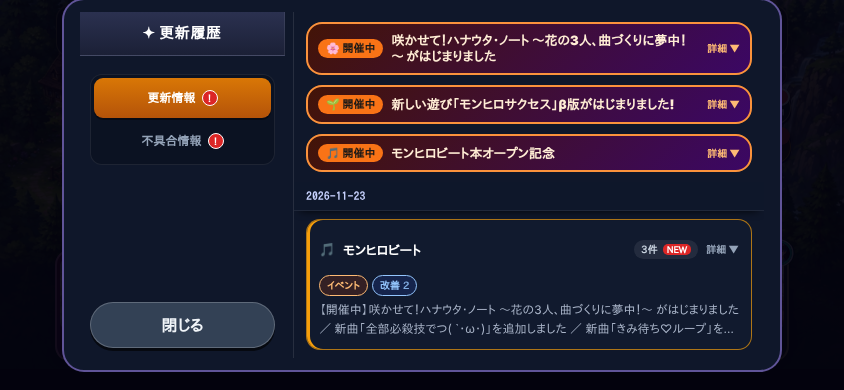 ✦ 更新履歴
更新情報 !
不具合情報 !
閉じる
🌸 開催中 咲かせて!ハナウタ・ノート 〜花の3人、曲づくりに夢中!
〜 がはじまりました 詳細 ▼
🌱 開催中 新しい遊び「モンヒロサクセス」β版がはじまりました! 詳細 ▼
🎵 開催中 モンヒロビート本オープン記念 詳細 ▼
2026-11-23
🎵 モンヒロビート 3件 NEW 詳細 ▼
イベント 改善 2
【開催中】咲かせて!ハナウタ・ノート 〜花の3人、曲づくりに夢中!〜 がはじまりました
／ 新曲「全部必殺技でつ( `･ω･)」を追加しました ／ 新曲「きみ待ち♡ループ」を...